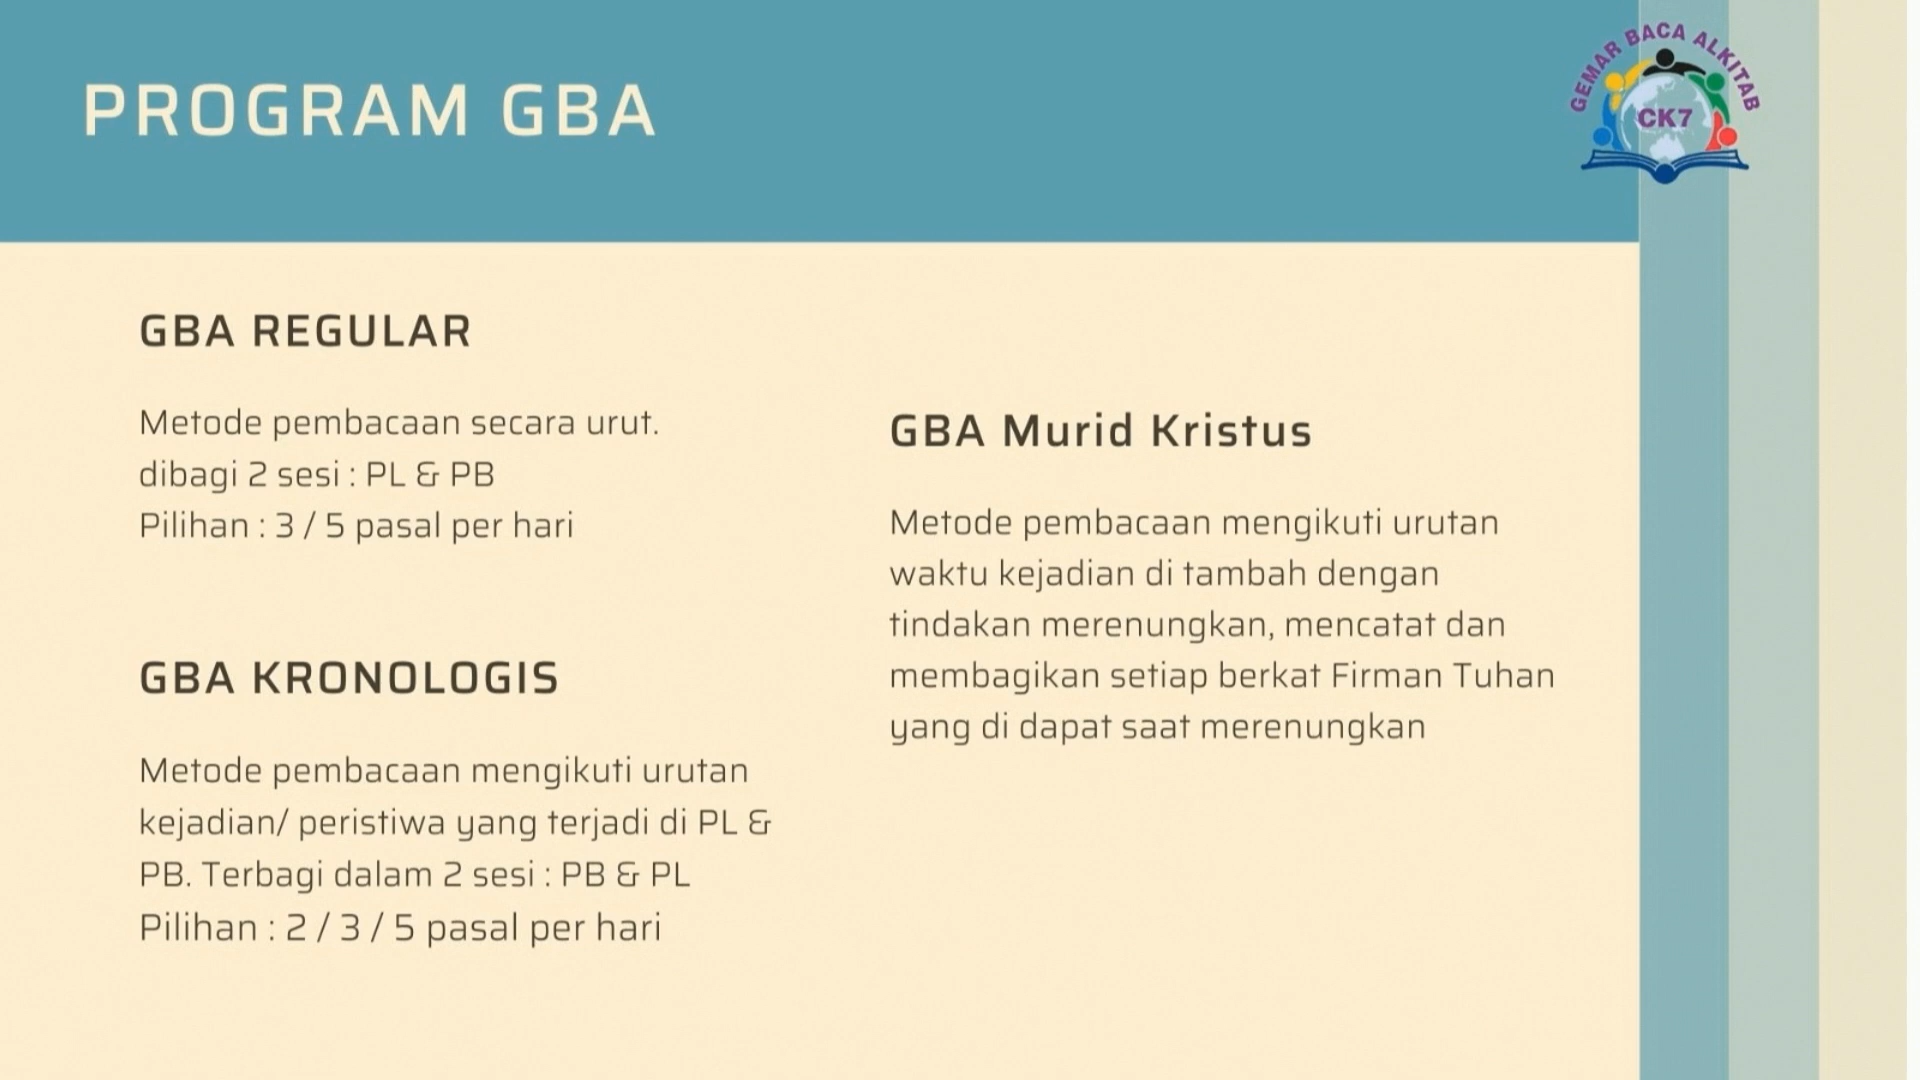 PROGRAM GBA
GEMAR BACA ALKITAB
CK7
GBA REGULAR
Metode pembacaan secara urut.
dibagi 2 sesi : PL & PB
Pilihan : 3 / 5 pasal per hari
GBA KRONOLOGIS
Metode pembacaan mengikuti urutan
kejadian/ peristiwa yang terjadi di PL &
PB. Terbagi dalam 2 sesi : PB & PL
Pilihan : 2 / 3 / 5 pasal per hari
GBA Murid Kristus
Metode pembacaan mengikuti urutan
waktu kejadian di tambah dengan
tindakan merenungkan, mencatat dan
membagikan setiap berkat Firman Tuhan
yang di dapat saat merenungkan